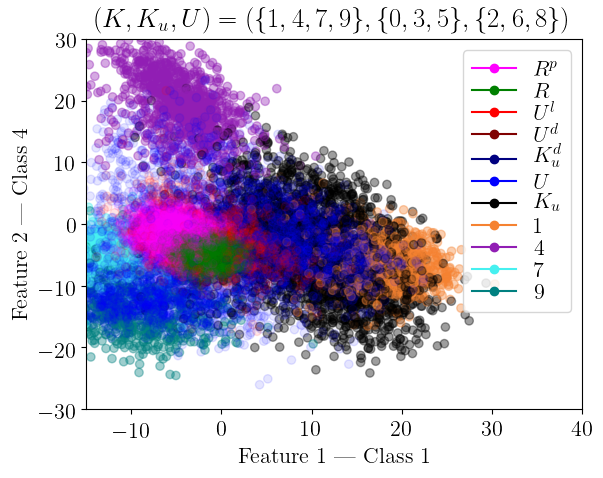 (K, K_u, U) = ({1, 4, 7, 9}, {0, 3, 5}, {2, 6, 8})
30
20
10
0
−10
−20
−30
Feature 2 — Class 4
R^p
R
U^l
U^d
K_u^d
U
K_u
1
4
7
9
−10
0
10
20
30
40
Feature 1 — Class 1